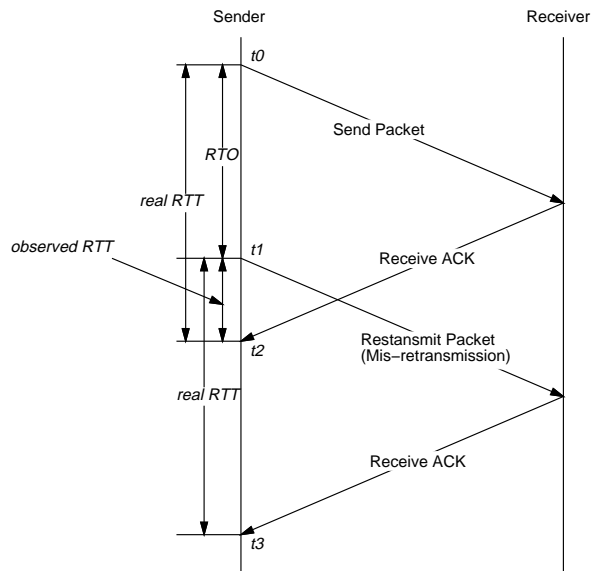 Sender
Receiver
t0
Send Packet
RTO
real RTT
observed RTT
t1
Receive ACK
t2
Restansmit Packet
(Mis−retransmission)
real RTT
Receive ACK
t3